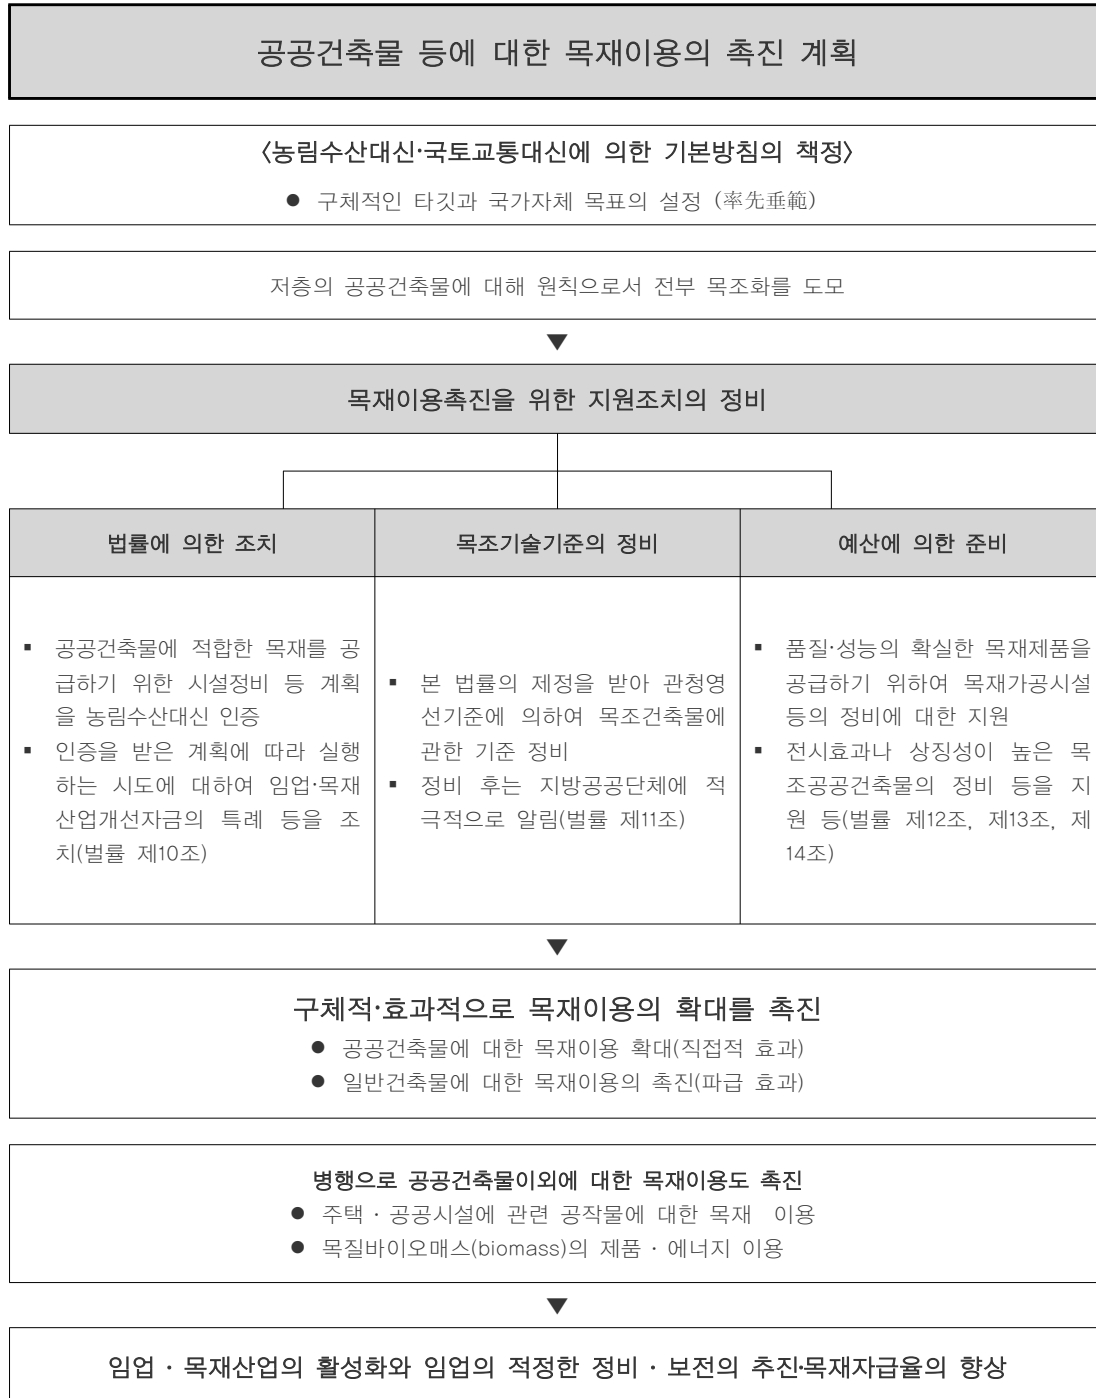 공공건축물 등에 대한 목재이용의 촉진 계획
〈농림수산대신·국토교통대신에 의한 기본방침의 책정〉
● 구체적인 타깃과 국가자체 목표의 설정 (率先垂範)
저층의 공공건축물에 대해 원칙으로서 전부 목조화를 도모
▼
목재이용촉진을 위한 지원조치의 정비
법률에 의한 조치
▪ 공공건축물에 적합한 목재를 공
급하기 위한 시설정비 등 계획
을 농림수산대신 인증
▪ 인증을 받은 계획에 따라 실행
하는 시도에 대하여 임업·목재
산업개선자금의 특례 등을 조
치(벌률 제10조)
목조기술기준의 정비
▪ 본 법률의 제정을 받아 관청영
선기준에 의하여 목조건축물에
관한 기준 정비
▪ 정비 후는 지방공공단체에 적
극적으로 알림(벌률 제11조)
예산에 의한 준비
▪ 품질·성능의 확실한 목재제품을
공급하기 위하여 목재가공시설
등의 정비에 대한 지원
▪ 전시효과나 상징성이 높은 목
조공공건축물의 정비 등을 지
원 등(벌률 제12조, 제13조, 제
14조)
▼
구체적·효과적으로 목재이용의 확대를 촉진
● 공공건축물에 대한 목재이용 확대(직접적 효과)
● 일반건축물에 대한 목재이용의 촉진(파급 효과)
병행으로 공공건축물이외에 대한 목재이용도 촉진
● 주택 · 공공시설에 관련 공작물에 대한 목재 이용
● 목질바이오매스(biomass)의 제품 · 에너지 이용
▼
임업 · 목재산업의 활성화와 임업의 적정한 정비 · 보전의 추진·목재자급율의 향상